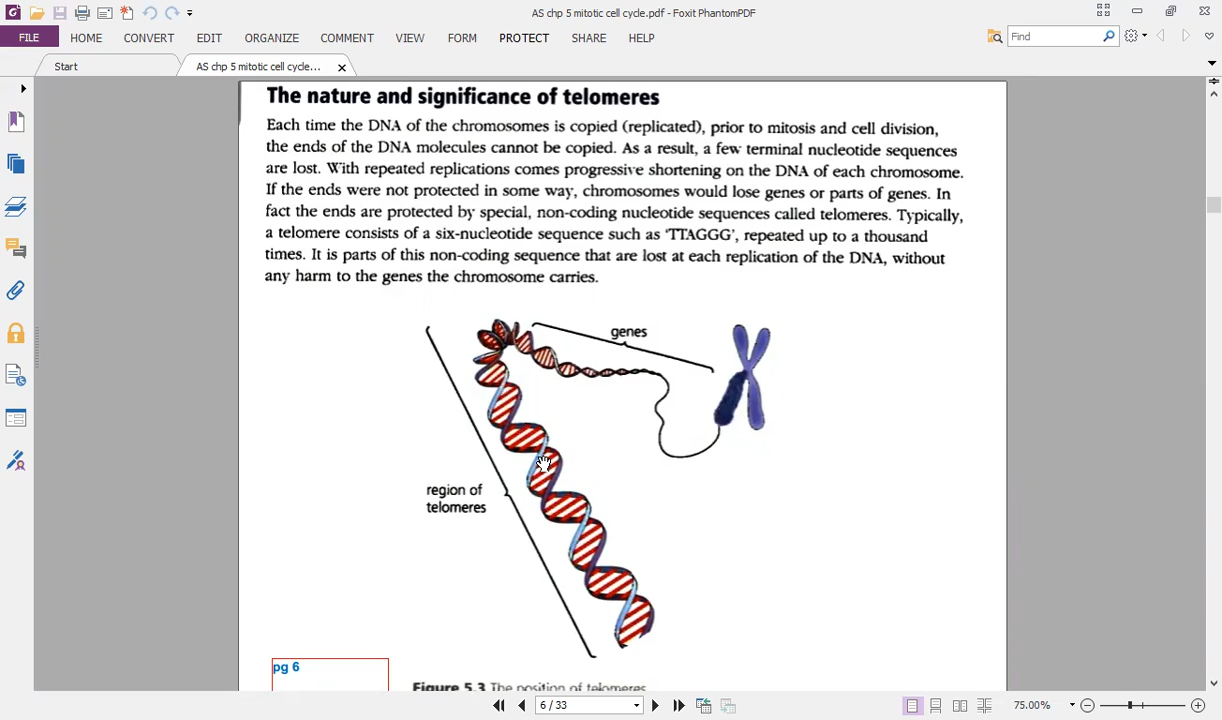 AS chp 5 mitotic cell cycle.pdf - Foxit PhantomPDF
FILE HOME CONVERT EDIT ORGANIZE COMMENT VIEW FORM PROTECT SHARE HELP
Find
Start
AS chp 5 mitotic cell cycle...
The nature and significance of telomeres
Each time the DNA of the chromosomes is copied (replicated), prior to mitosis and cell division,
the ends of the DNA molecules cannot be copied. As a result, a few terminal nucleotide sequences
are lost. With repeated replications comes progressive shortening on the DNA of each chromosome.
If the ends were not protected in some way, chromosomes would lose genes or parts of genes. In
fact the ends are protected by special, non-coding nucleotide sequences called telomeres. Typically,
a telomere consists of a six-nucleotide sequence such as 'TTAGGG', repeated up to a thousand
times. It is parts of this non-coding sequence that are lost at each replication of the DNA, without
any harm to the genes the chromosome carries.
genes
region of
telomeres
pg 6
Figure 5.3 The position of telomeres
6 / 33
75.00%